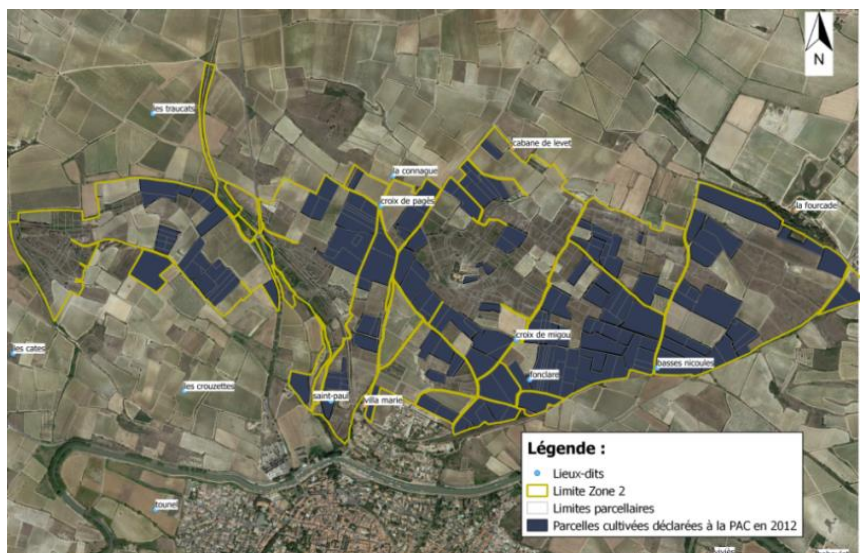 N
les traucats
cabane de levet
la connague
croix de pagès
la fourcade
croix de migou
les cates
basses nicoules
fonclare
les crouzettes
saint-paul
villa marie
tounel
Légende :
Lieux-dits
Limite Zone 2
Limites parcellaires
Parcelles cultivées déclarées à la PAC en 2012